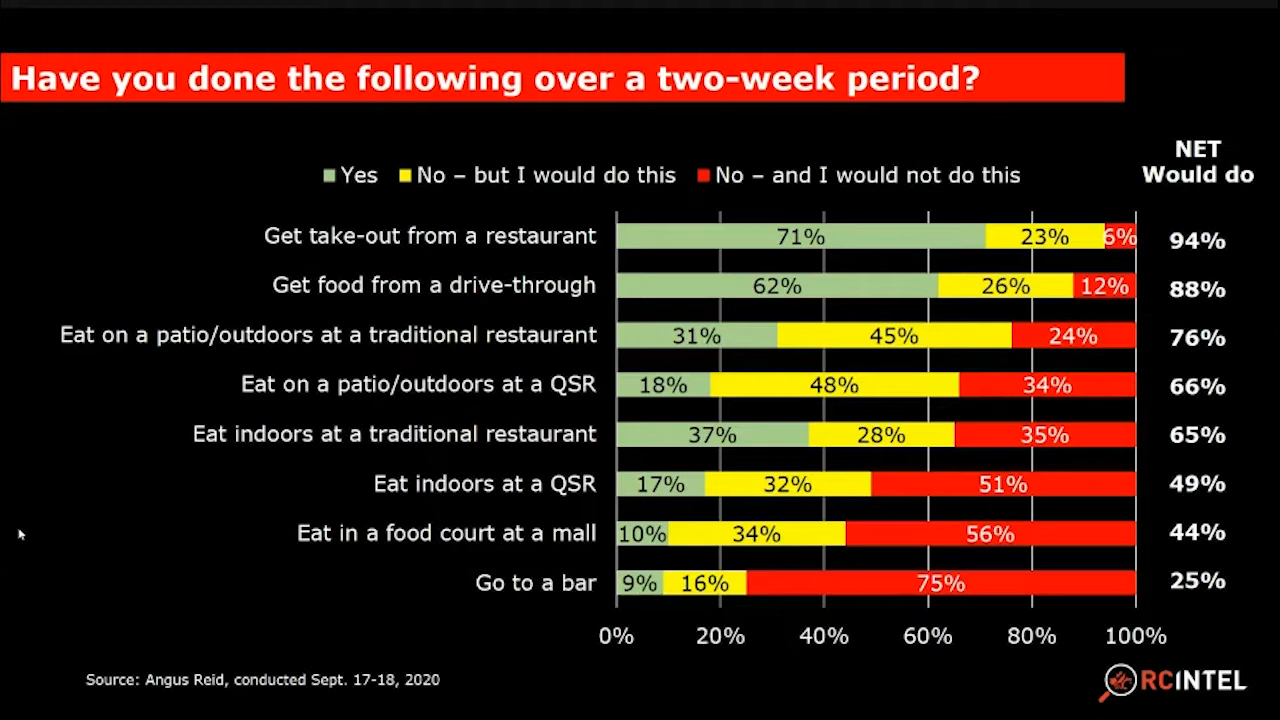 Have you done the following over a two-week period?
NET
Would do
Yes No – but I would do this No – and I would not do this
Get take-out from a restaurant 71% 23% 6% 94%
Get food from a drive-through 62% 26% 12% 88%
Eat on a patio/outdoors at a traditional restaurant 31% 45% 24% 76%
Eat on a patio/outdoors at a QSR 18% 48% 34% 66%
Eat indoors at a traditional restaurant 37% 28% 35% 65%
Eat indoors at a QSR 17% 32% 51% 49%
Eat in a food court at a mall 10% 34% 56% 44%
Go to a bar 9% 16% 75% 25%
0% 20% 40% 60% 80% 100%
Source: Angus Reid, conducted Sept. 17-18, 2020
RCINTEL